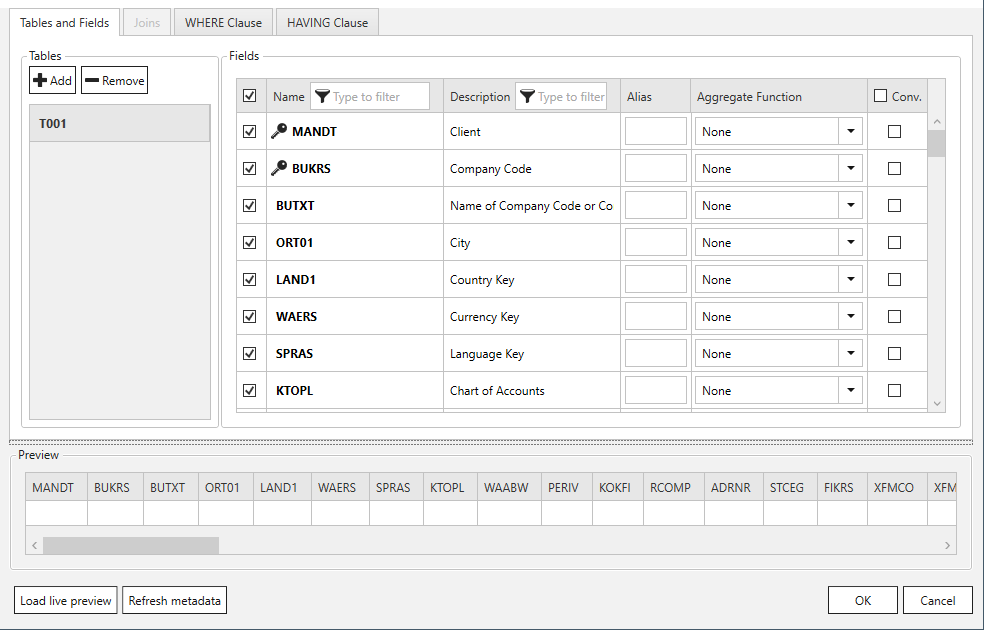 Tables and Fields Joins WHERE Clause HAVING Clause
Tables
Add Remove
T001
Fields
Name Type to filter Description Type to filter Alias Aggregate Function Conv.
MANDT Client None
BUKRS Company Code None
BUTXT Name of Company Code or Co None
ORT01 City None
LAND1 Country Key None
WAERS Currency Key None
SPRAS Language Key None
KTOPL Chart of Accounts None
Preview
MANDT BUKRS BUTXT ORT01 LAND1 WAERS SPRAS KTOPL WAABW PERIV KOKFI RCOMP ADRNR STCEG FIKRS XFMCO XFM
Load live preview Refresh metadata OK Cancel